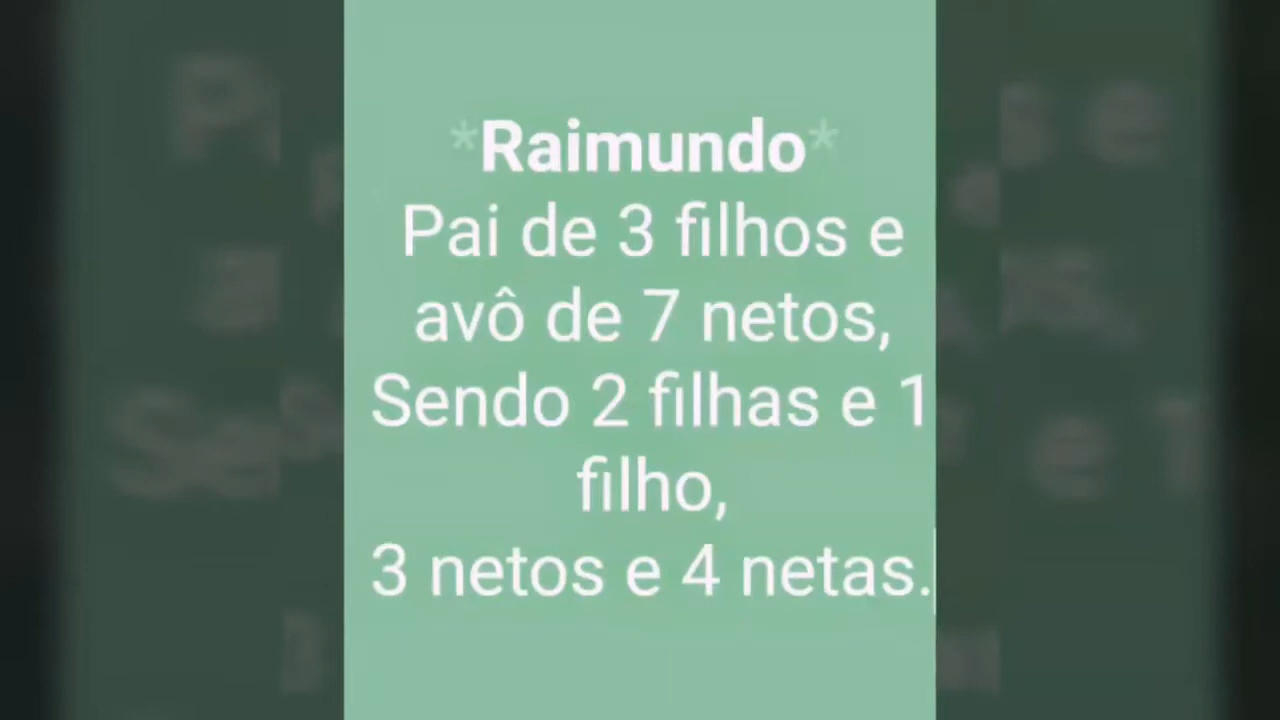 *Raimundo*
Pai de 3 filhos e
avô de 7 netos,
Sendo 2 filhas e 1
filho,
3 netos e 4 netas.